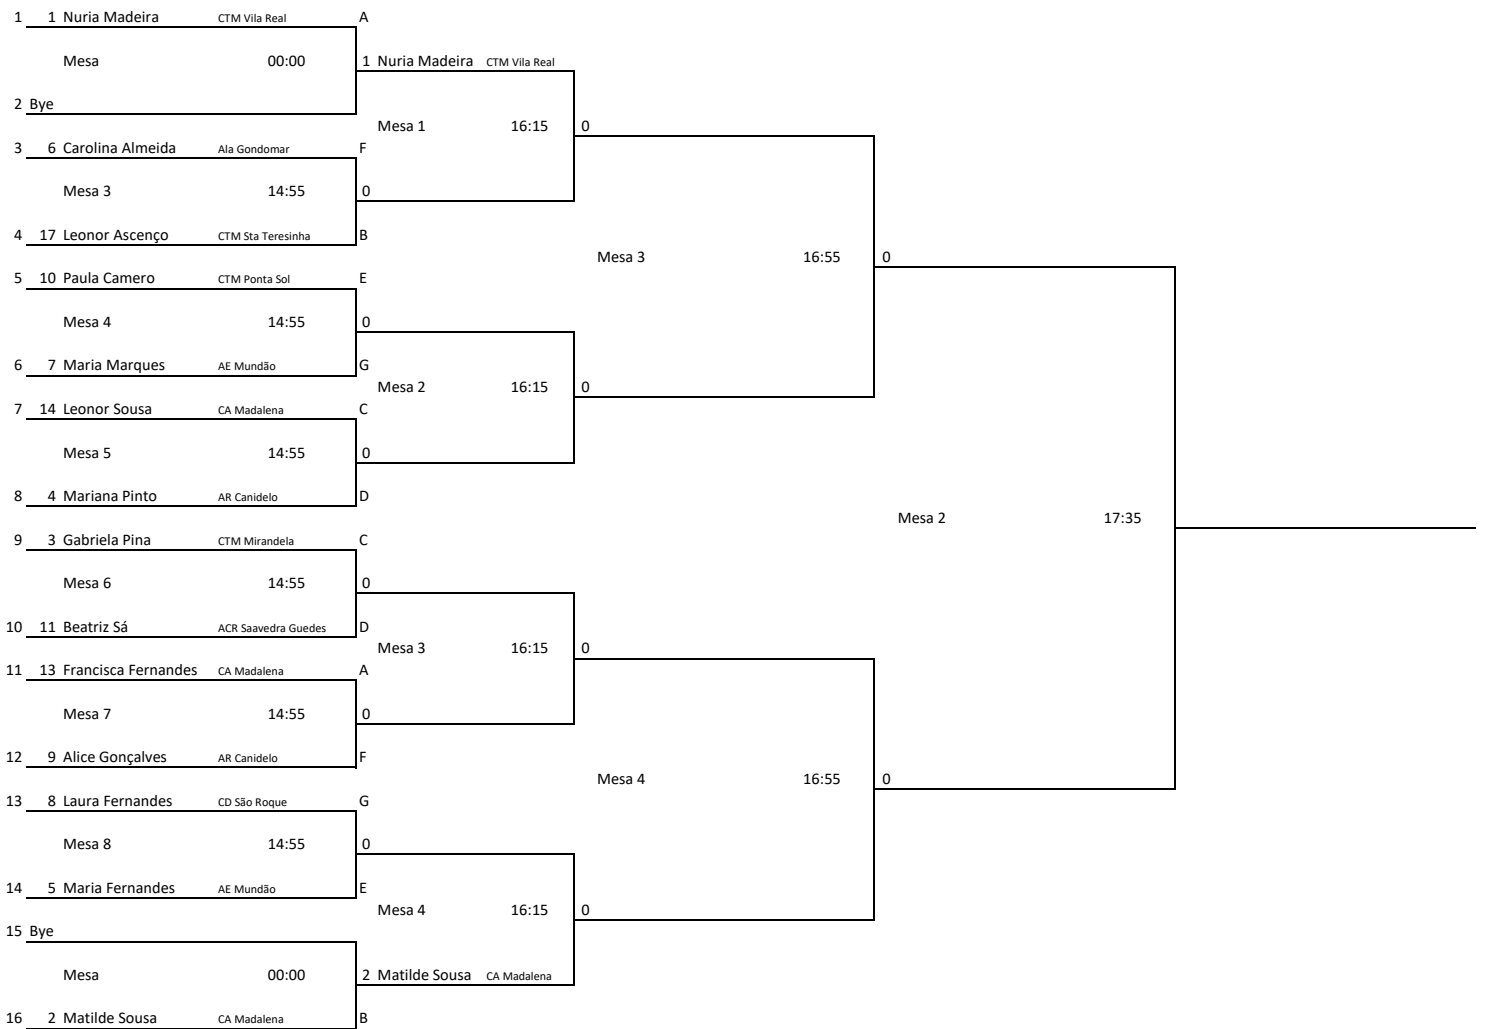 1 1 Nuria Madeira CTM Vila Real A
Mesa 00:00 1 Nuria Madeira CTM Vila Real
2 Bye
Mesa 1 16:15 0
3 6 Carolina Almeida Ala Gondomar F
Mesa 3 14:55 0
4 17 Leonor Ascenço CTM Sta Teresinha B
Mesa 3 16:55 0
5 10 Paula Camero CTM Ponta Sol E
Mesa 4 14:55 0
6 7 Maria Marques AE Mundão G
Mesa 2 16:15 0
7 14 Leonor Sousa CA Madalena C
Mesa 5 14:55 0
8 4 Mariana Pinto AR Canidelo D
Mesa 2 17:35
9 3 Gabriela Pina CTM Mirandela C
Mesa 6 14:55 0
10 11 Beatriz Sá ACR Saavedra Guedes D
Mesa 3 16:15 0
11 13 Francisca Fernandes CA Madalena A
Mesa 7 14:55 0
12 9 Alice Gonçalves AR Canidelo F
Mesa 4 16:55 0
13 8 Laura Fernandes CD São Roque G
Mesa 8 14:55 0
14 5 Maria Fernandes AE Mundão E
Mesa 4 16:15 0
15 Bye
Mesa 00:00 2 Matilde Sousa CA Madalena
16 2 Matilde Sousa CA Madalena B